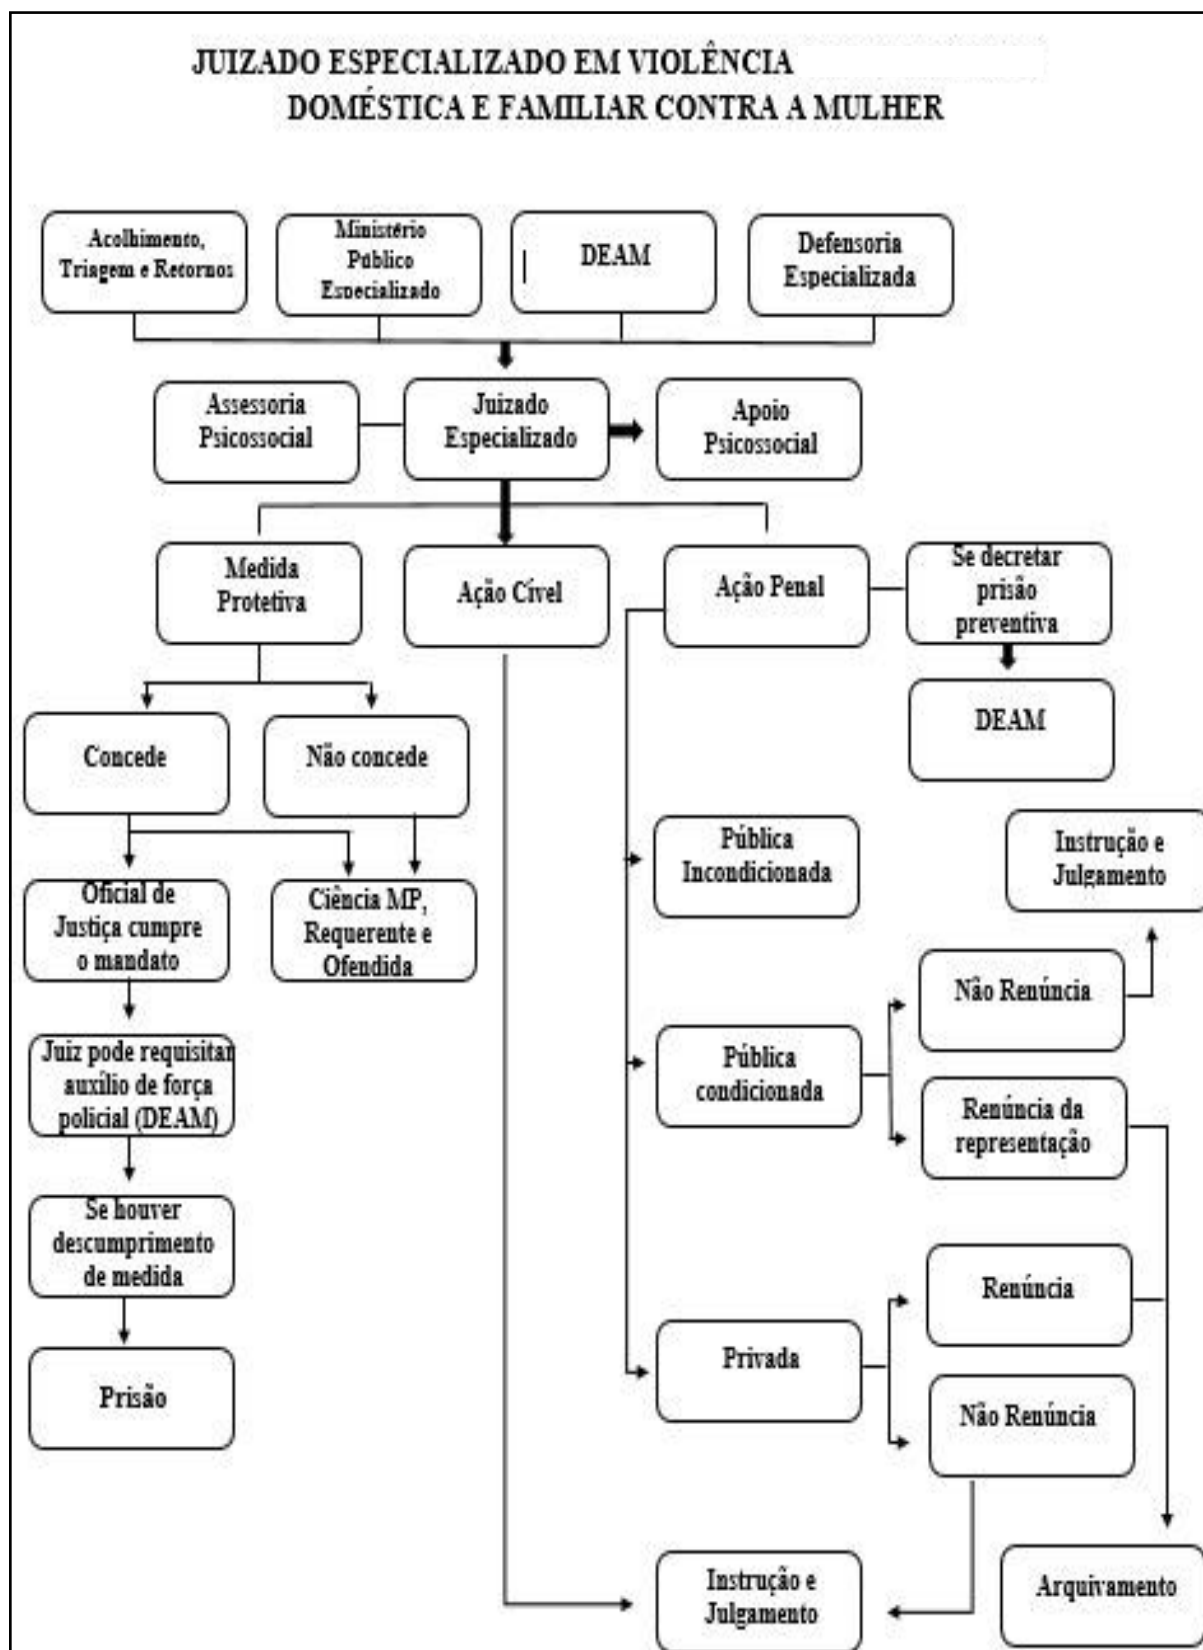 JUIZADO ESPECIALIZADO EM VIOLÊNCIA
DOMÉSTICA E FAMILIAR CONTRA A MULHER
Acolhimento,
Triagem e Retornos
Ministério
Público
Especializado
DEAM
Defensoria
Especializada
Assessoria
Psicossocial
Juizado
Especializado
Apoio
Psicossocial
Medida
Protetiva
Ação Cível
Ação Penal
Se decretar
prisão
preventiva
DEAM
Concede
Não concede
Oficial de
Justiça cumpre
o mandato
Ciência MP,
Requerente e
Ofendida
Pública
Incondicionada
Instrução e
Julgamento
Juiz pode requisitar
auxílio de força
policial (DEAM)
Pública
condicionada
Não Renúncia
Renúncia da
representação
Se houver
descumprimento
de medida
Prisão
Privada
Renúncia
Não Renúncia
Instrução e
Julgamento
Arquivamento